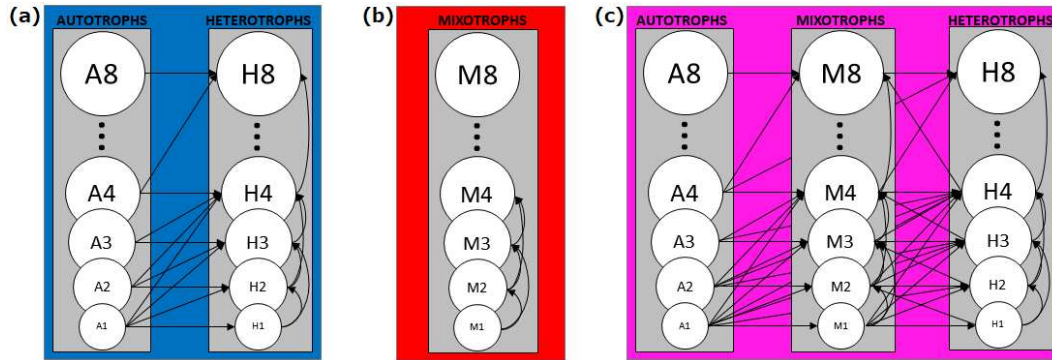 (a)
AUTOTROPHS HETEROTROPHS
A8 H8
A4 H4
A3 H3
A2 H2
A1 H1
(b)
MIXOTROPHS
M8
M4
M3
M2
M1
(c)
AUTOTROPHS MIXOTROPHS HETEROTROPHS
A8 M8 H8
A4 M4 H4
A3 M3 H3
A2 M2 H2
A1 M1 H1